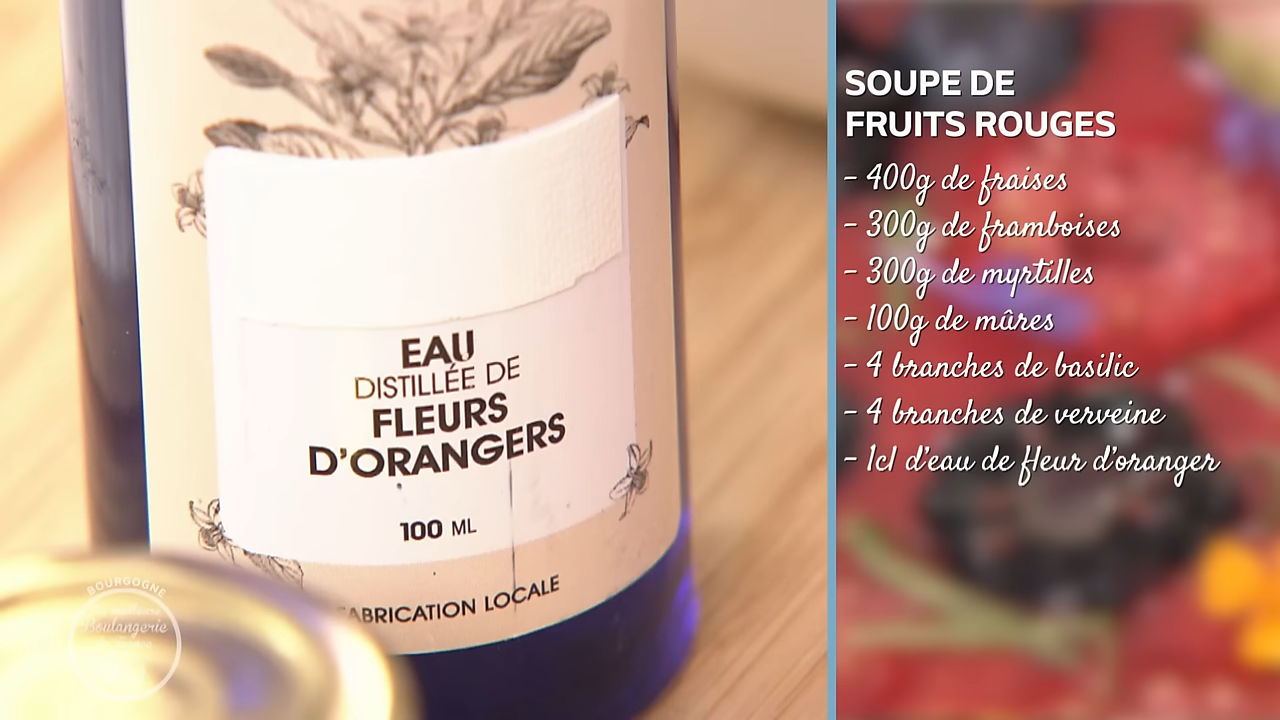 EAU
DISTILLÉE DE
FLEURS
D'ORANGERS
100 ML
FABRICATION LOCALE
BOURGOGNE
Boulangerie
SOUPE DE
FRUITS ROUGES
- 400g de fraises
- 300g de framboises
- 300g de myrtilles
- 100g de mûres
- 4 branches de basilic
- 4 branches de verveine
- 1cl d'eau de fleur d'oranger